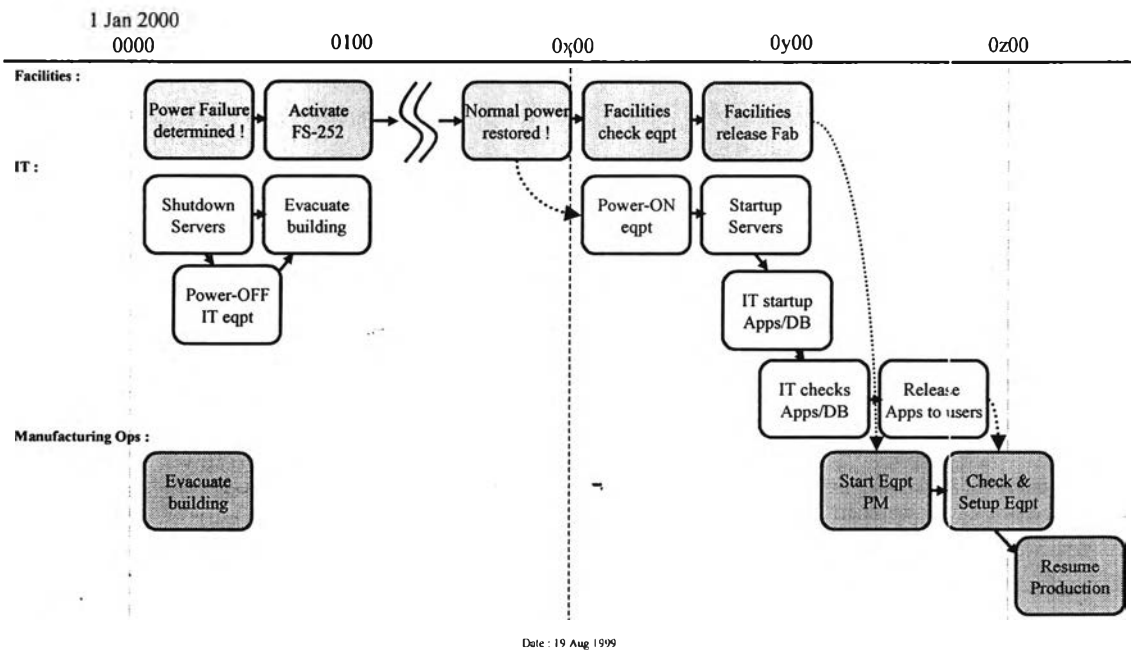 1 Jan 2000
0000 0100 0x00 0y00 0z00
Facilities :
Power Failure
determined !
Activate
FS-252
Normal power
restored !
Facilities
check eqpt
Facilities
release Fab
IT :
Shutdown
Servers
Evacuate
building
Power-ON
eqpt
Startup
Servers
Power-OFF
IT eqpt
IT startup
Apps/DB
IT checks
Apps/DB
Release
Apps to users
Manufacturing Ops :
Evacuate
building
Start Eqpt
PM
Check &
Setup Eqpt
Resume
Production
Date : 19 Aug 1999